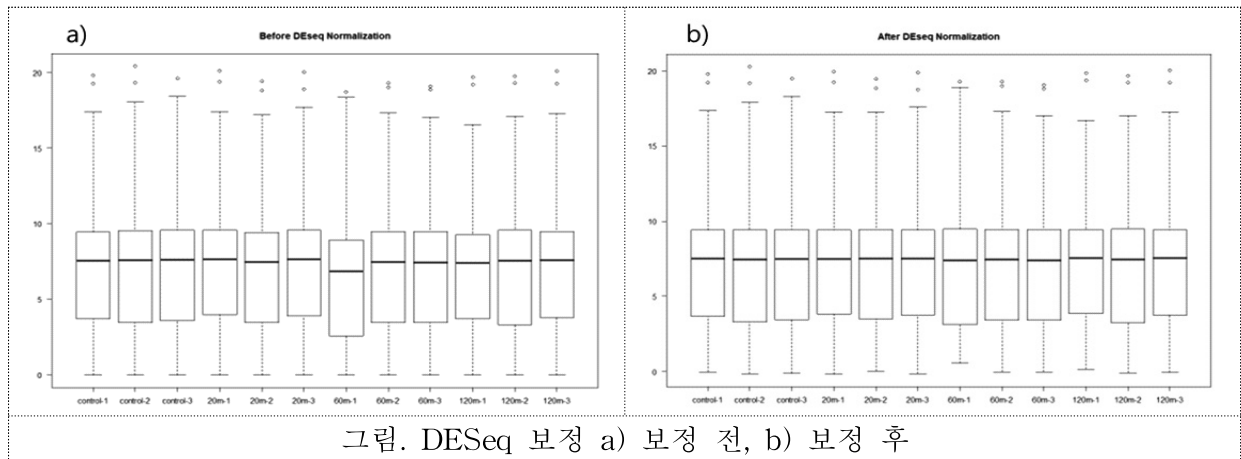 a)
Before DEseq Normalization
20
15
10
5
0
control-1 control-2 control-3 20m-1 20m-2 20m-3 60m-1 60m-2 60m-3 120m-1 120m-2 120m-3
b)
After DEseq Normalization
20
15
10
5
0
control-1 control-2 control-3 20m-1 20m-2 20m-3 60m-1 60m-2 60m-3 120m-1 120m-2 120m-3
그림. DESeq 보정 a) 보정 전, b) 보정 후